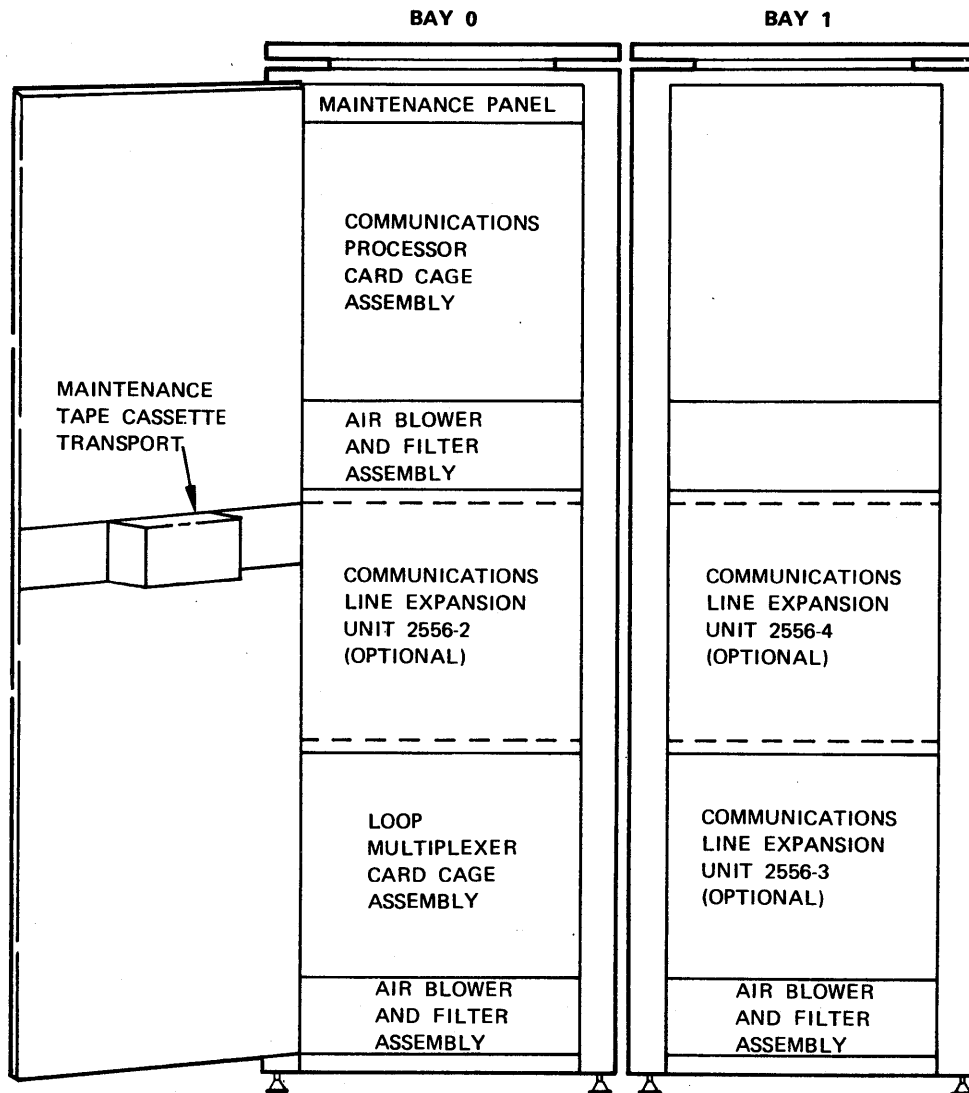 BAY 0
BAY 1
MAINTENANCE PANEL
COMMUNICATIONS
PROCESSOR
CARD CAGE
ASSEMBLY
MAINTENANCE
TAPE CASSETTE
TRANSPORT
AIR BLOWER
AND FILTER
ASSEMBLY
COMMUNICATIONS
LINE EXPANSION
UNIT 2556-2
(OPTIONAL)
COMMUNICATIONS
LINE EXPANSION
UNIT 2556-4
(OPTIONAL)
LOOP
MULTIPLEXER
CARD CAGE
ASSEMBLY
COMMUNICATIONS
LINE EXPANSION
UNIT 2556-3
(OPTIONAL)
AIR BLOWER
AND FILTER
ASSEMBLY
AIR BLOWER
AND FILTER
ASSEMBLY